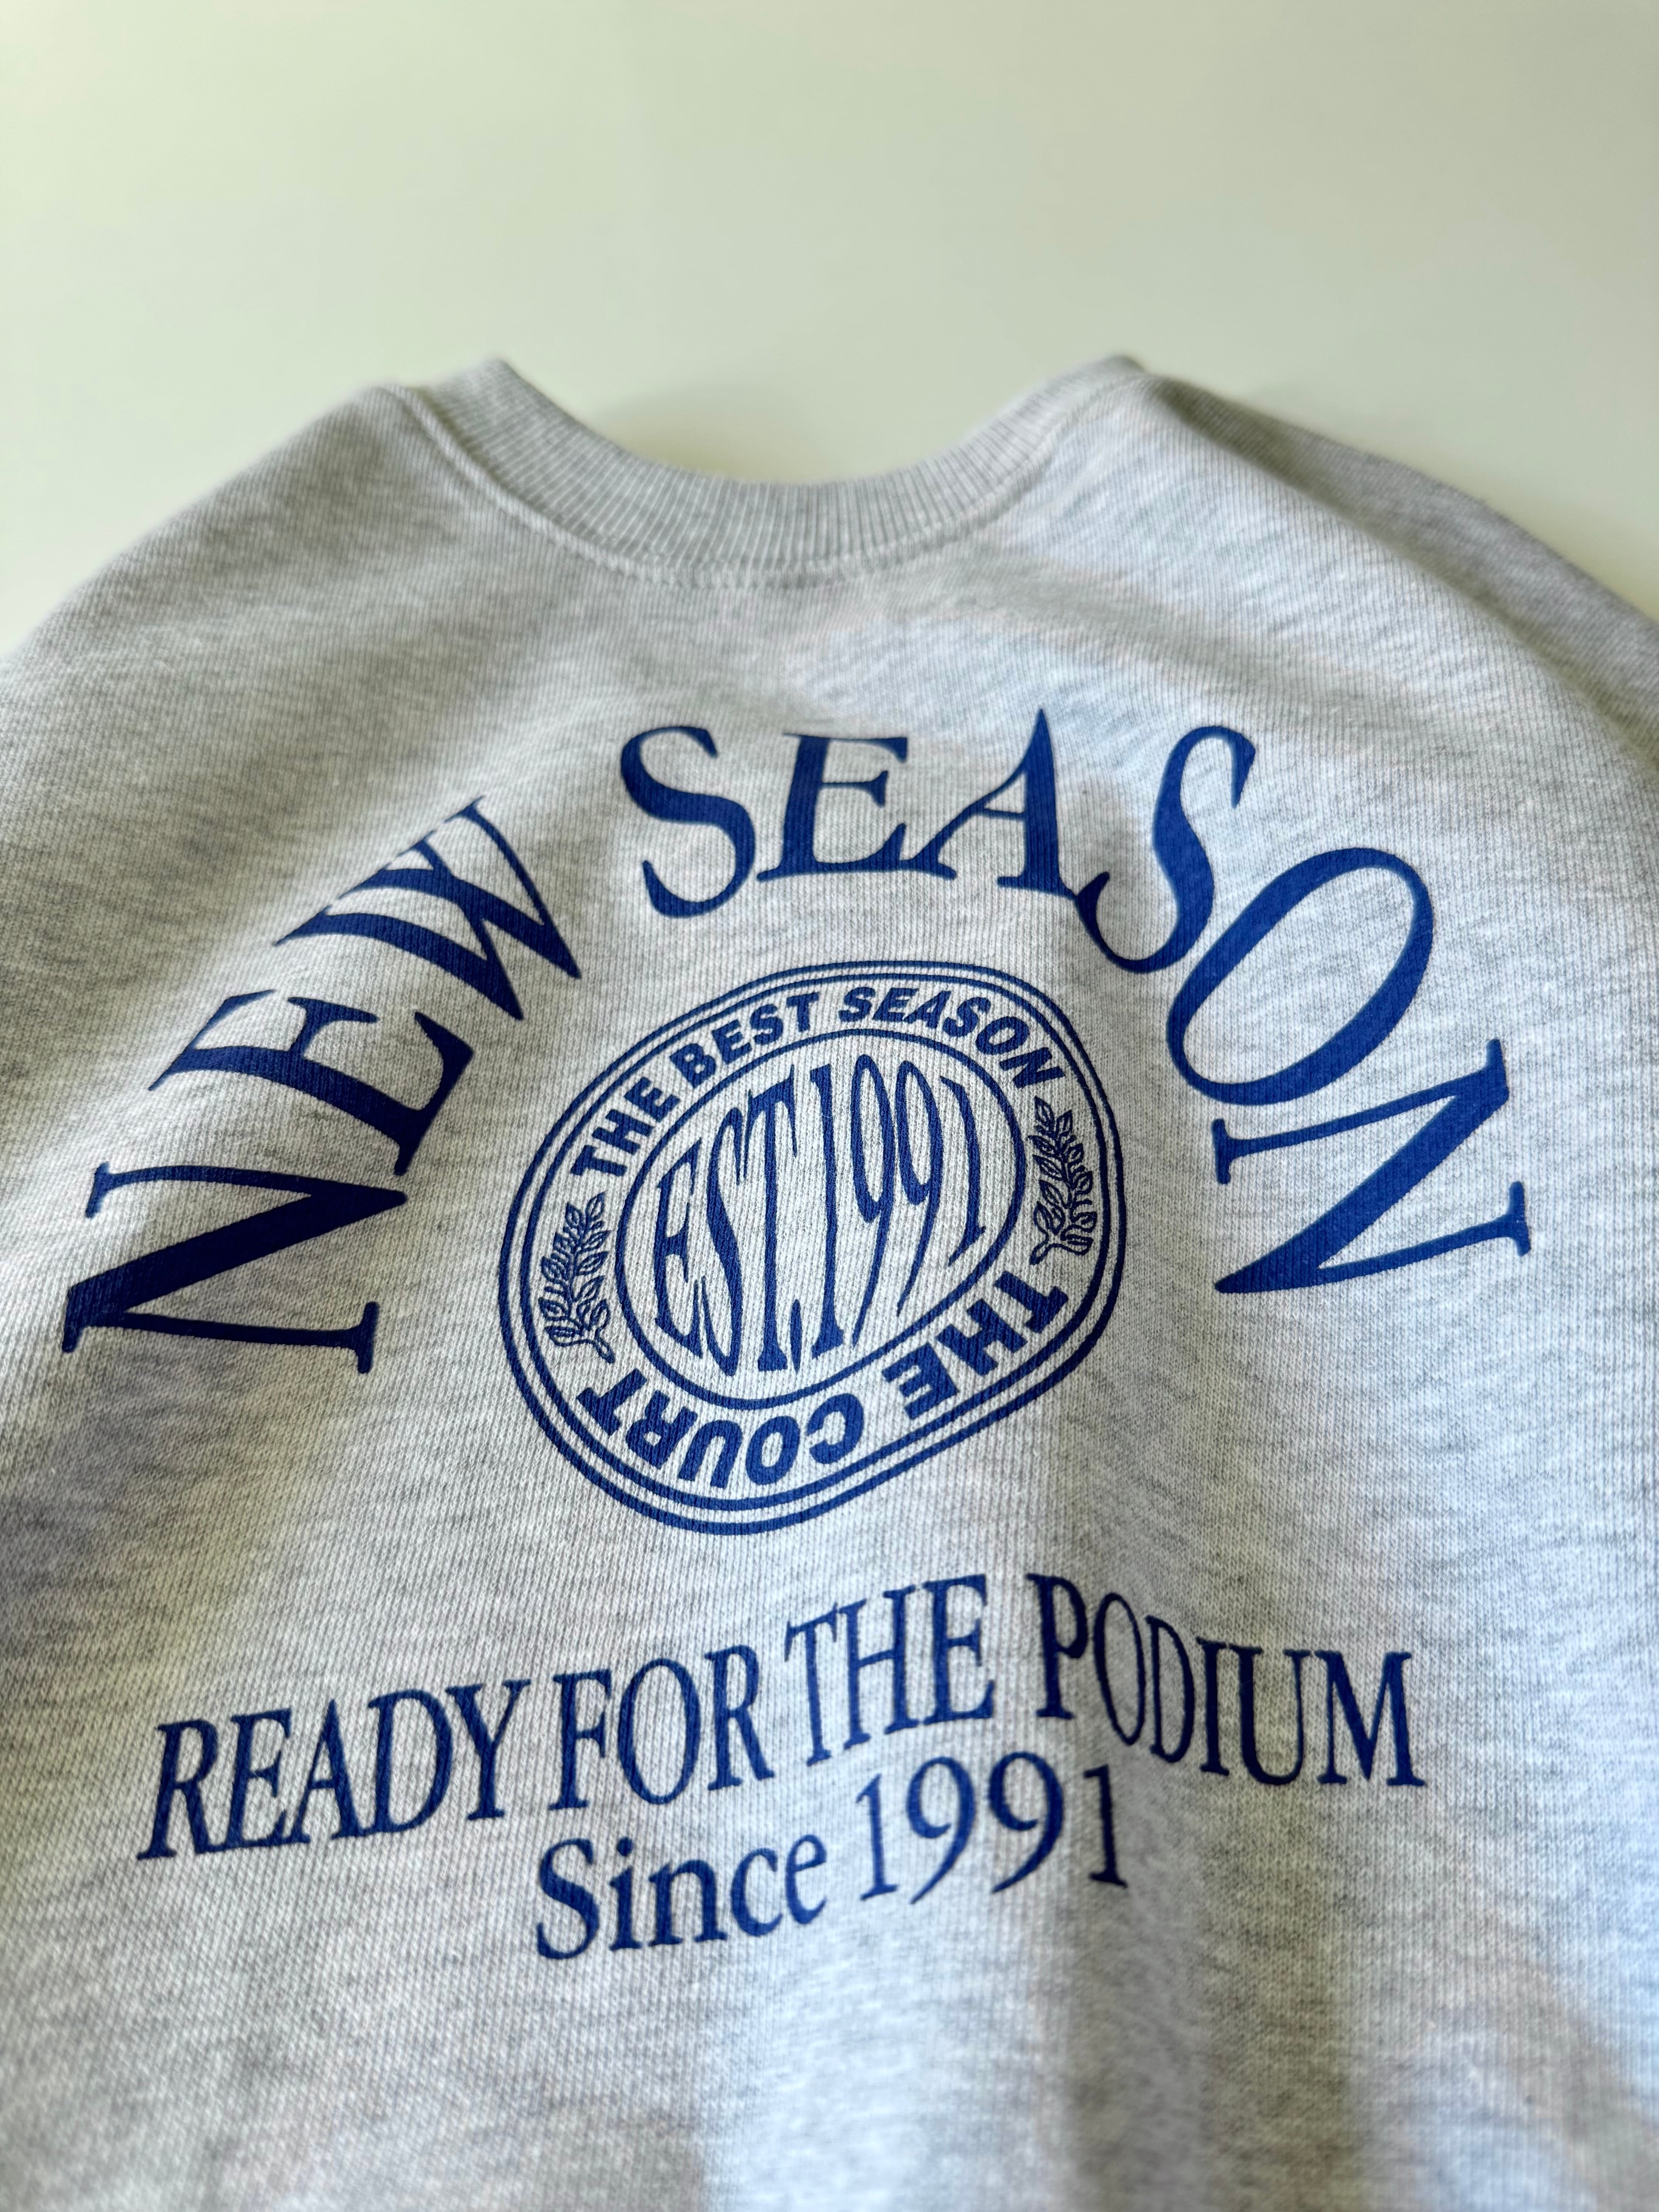 NEW SEASON
THE BEST SEASON
EST.1991
THE COURT
READY FOR THE PODIUM
Since 1991